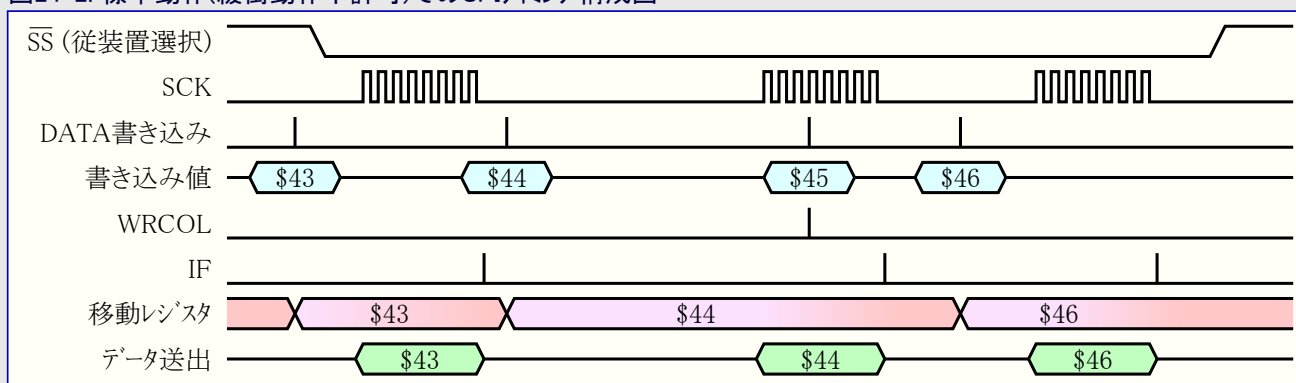 SS (従装置選択)
SCK
DATA書き込み
書き込み値 $43 $44 $45 $46
WRCOL
IF
移動レジスタ $43 $44 $46
データ送出 $43 $44 $46